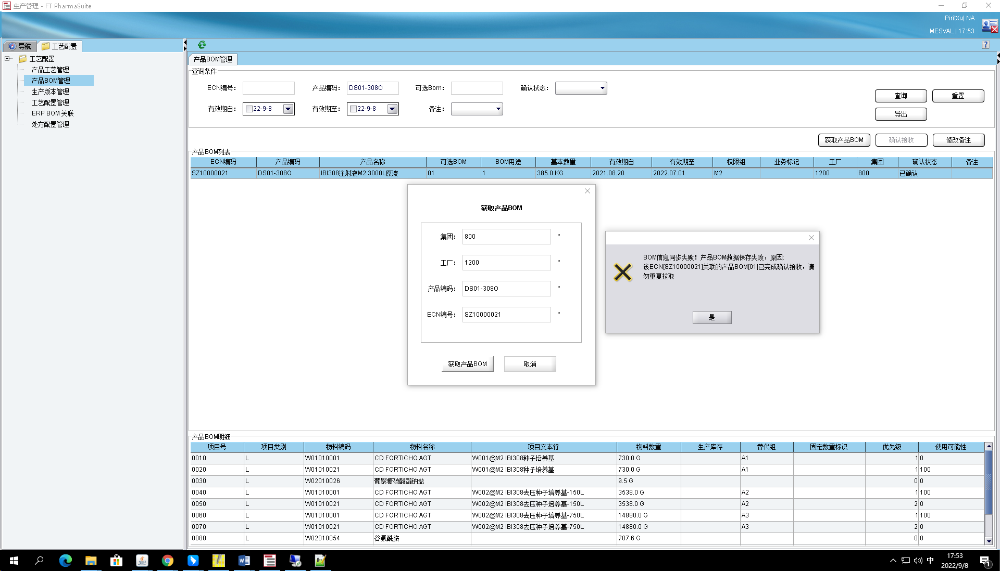 生产管理 - FT PharmaSuite
PiritXu| NA
MESVAL | 17:53
导航
工艺配置
工艺配置
产品工艺管理
产品BOM管理
生产版本管理
工艺配置管理
ERP BOM 关联
处方配置管理
产品BOM管理
查询条件
ECN编号： 产品编码： DS01-308O 可选Bom： 确认状态：
有效期自： 22-9-8 有效期至： 22-9-8 备注：
查询 重置
导出
获取产品BOM 确认接收 修改备注
产品BOM列表
ECN编码 产品编码 产品名称 可选BOM BOM用途 基本数量 有效期自 有效期至 权限组 业务标记 工厂 集团 确认状态 备注
SZ10000021 DS01-308O IBI308注射液M2 3000L原液 01 1 385.0 KG 2021.08.20 2022.07.01 M2 1200 800 已确认
获取产品BOM
集团： 800 *
工厂： 1200 *
产品编码： DS01-308O *
ECN编号： SZ10000021 *
获取产品BOM 取消
BOM信息同步失败！产品BOM数据保存失败，原因:
该ECN[SZ10000021]关联的产品BOM[01]已完成确认接收，请
勿重复拉取
是
产品BOM明细
项目号 项目类别 物料编码 物料名称 项目文本行 物料数量 生产库存 替代组 固定数量标识 优先级 使用可能性
0010 L W01010001 CD FORTICHO AGT W001@M2 IBI308种子培养基 730.0 G A1 1 0
0020 L W01010021 CD FORTICHO AGT W001@M2 IBI308种子培养基 730.0 G A1 1 100
0030 L W02010026 葡聚糖硫酸酯钠盐 9.5 G 0 0
0040 L W01010001 CD FORTICHO AGT W002@M2 IBI308去压种子培养基-150L 3538.0 G A2 1 100
0050 L W01010021 CD FORTICHO AGT W002@M2 IBI308去压种子培养基-150L 3538.0 G A2 2 0
0060 L W01010001 CD FORTICHO AGT W002@M2 IBI308去压种子培养基-750L 14880.0 G A3 1 100
0070 L W01010021 CD FORTICHO AGT W002@M2 IBI308去压种子培养基-750L 14880.0 G A3 2 0
0080 L W02010054 谷氨酰胺 707.6 G 0 0
中
17:53
2022/9/8
1